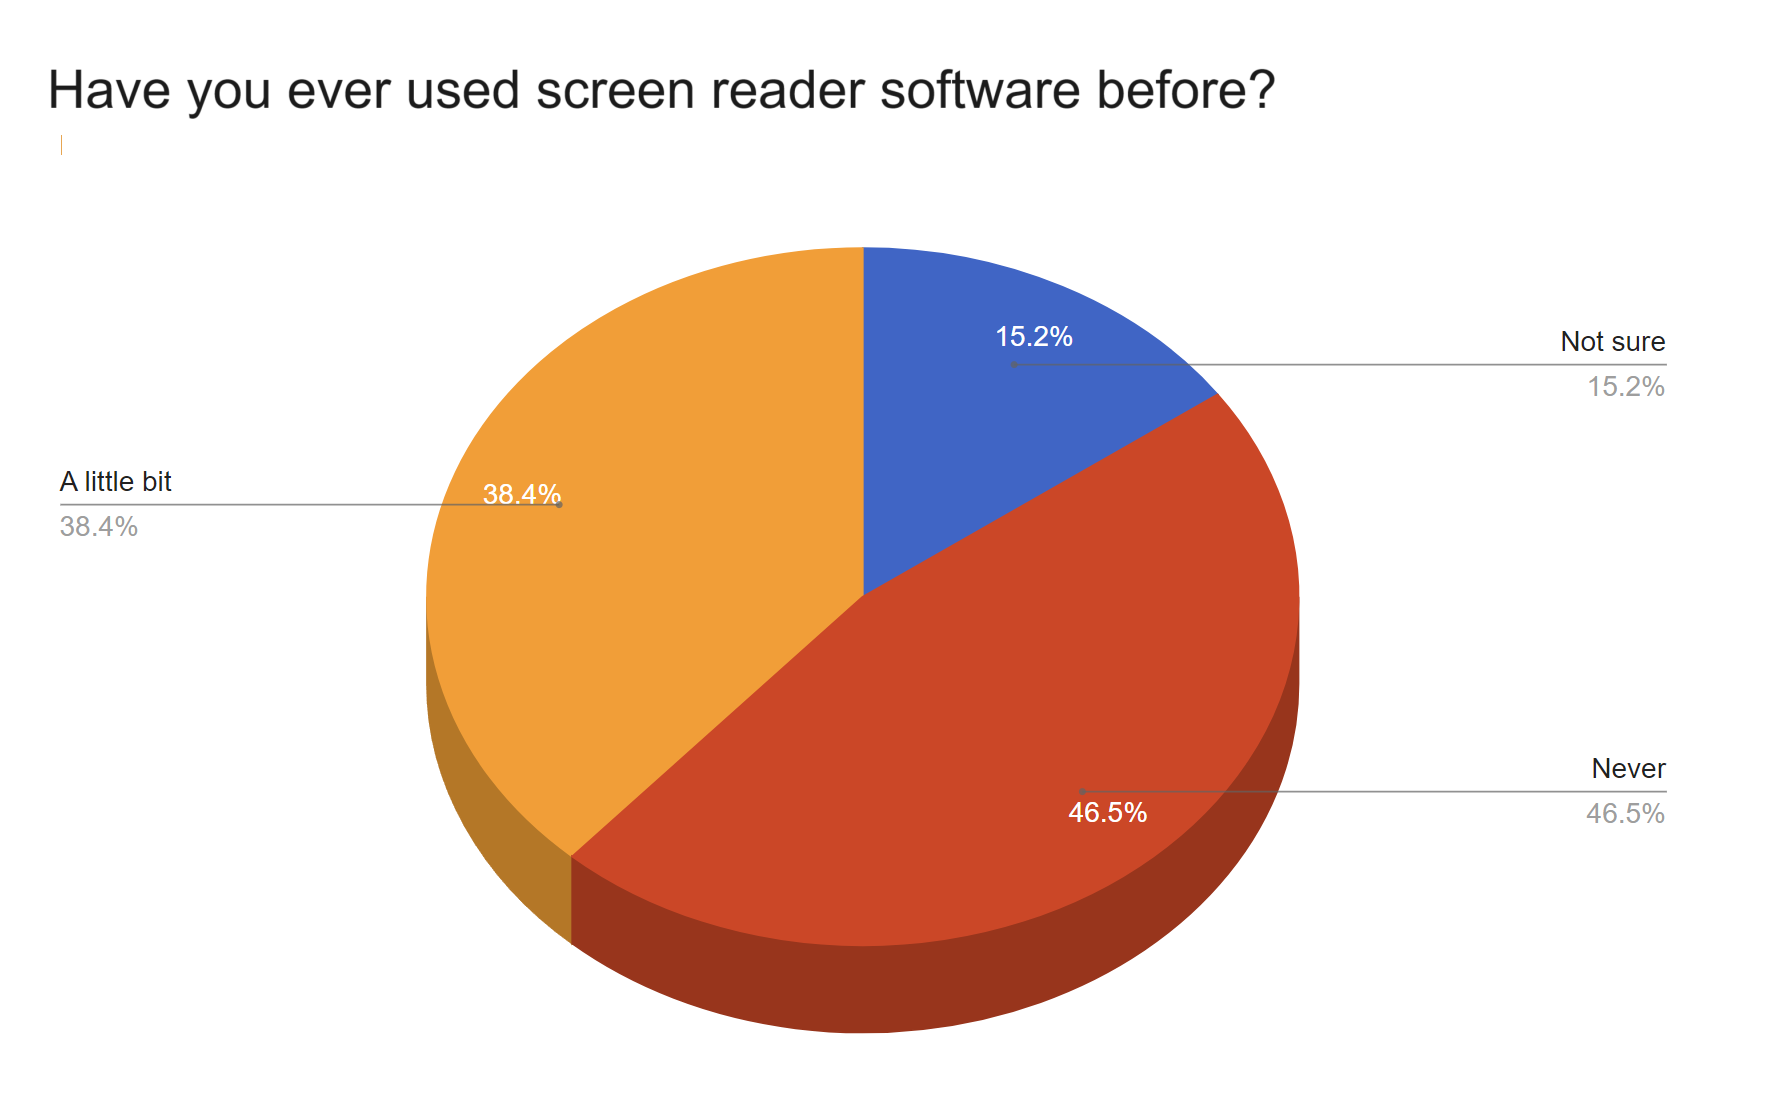 Have you ever used screen reader software before?
15.2%
Not sure
15.2%
A little bit
38.4%
38.4%
Never
46.5%
46.5%